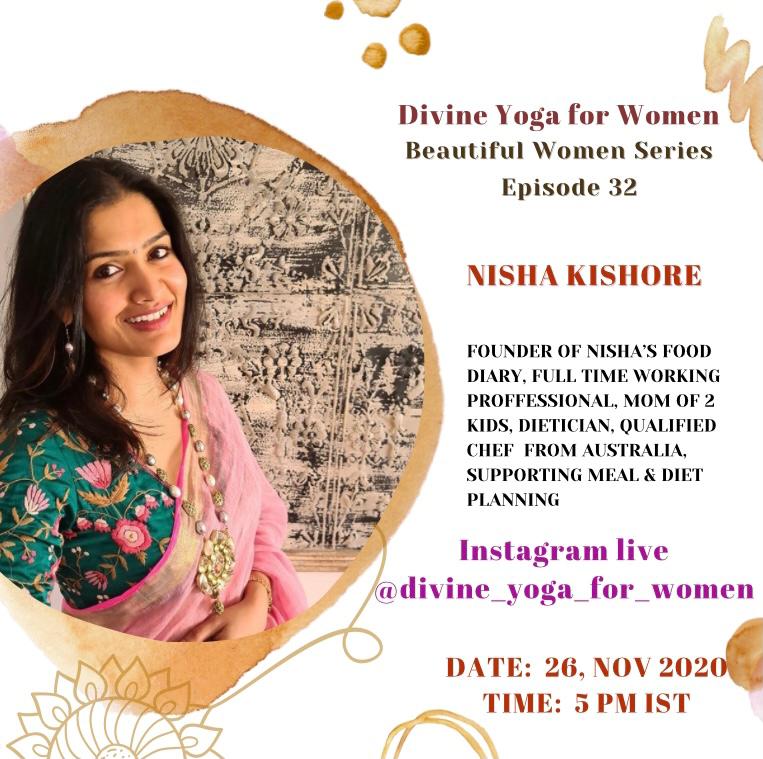 Divine Yoga for Women
Beautiful Women Series
Episode 32
NISHA KISHORE
FOUNDER OF NISHA'S FOOD
DIARY, FULL TIME WORKING
PROFFESSIONAL, MOM OF 2
KIDS, DIETICIAN, QUALIFIED
CHEF FROM AUSTRALIA,
SUPPORTING MEAL & DIET
PLANNING
Instagram live
@divine_yoga_for_women
DATE: 26, NOV 2020
TIME: 5 PM IST